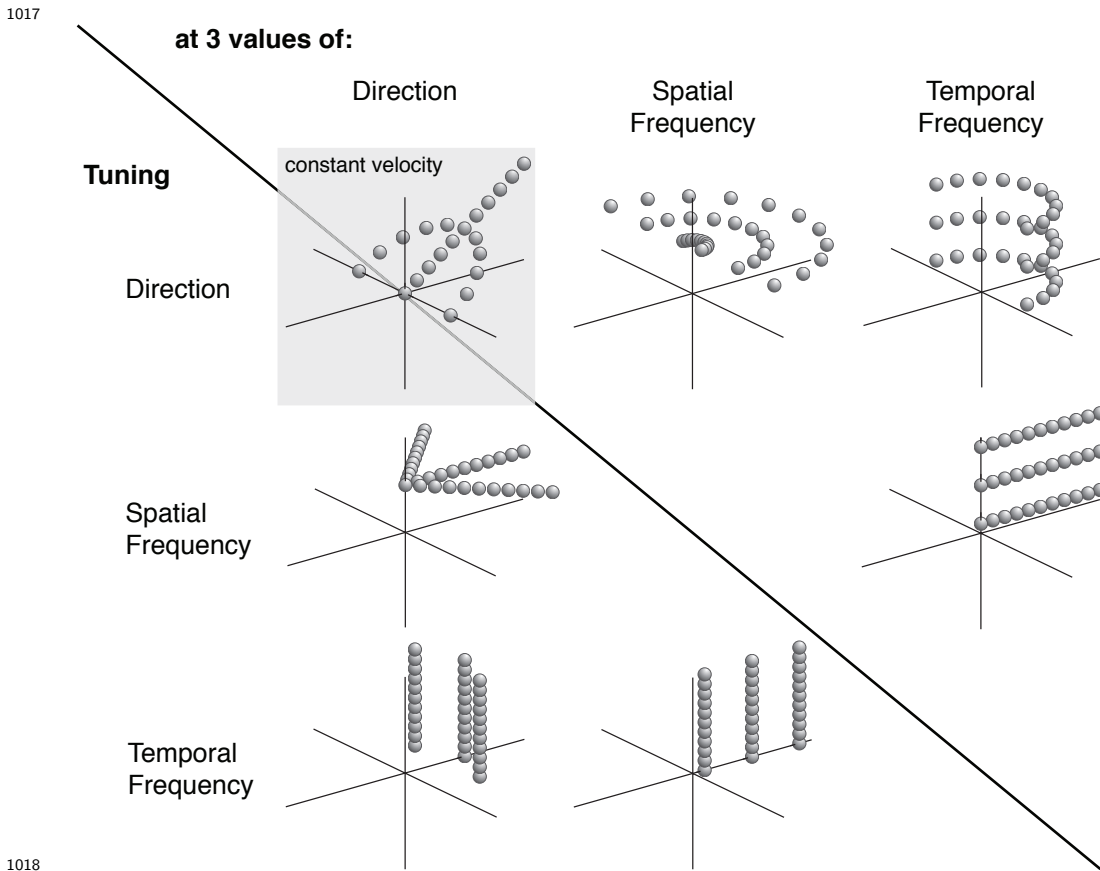 1017
at 3 values of:
Direction
Spatial
Frequency
Temporal
Frequency
Tuning
constant velocity
Direction
Spatial
Frequency
Temporal
Frequency
1018